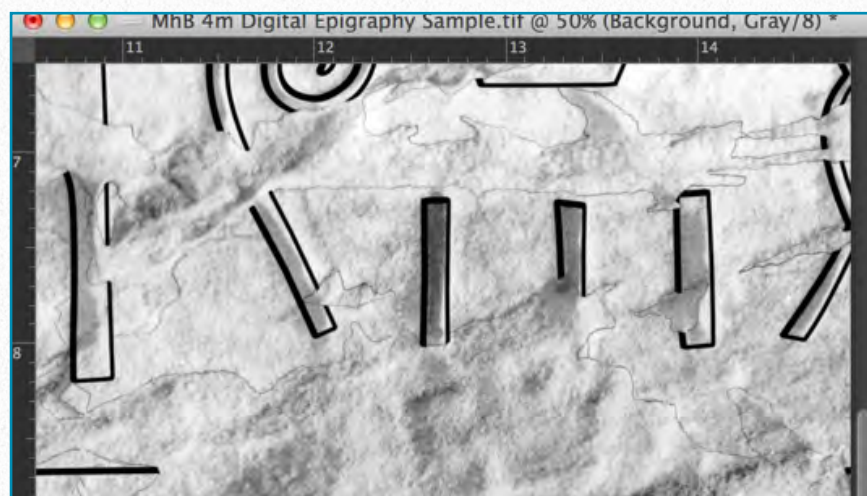 MhB 4m Digital Epigraphy Sample.tif @ 50% (Background, Gray/8) *
11 12 13 14
7
8